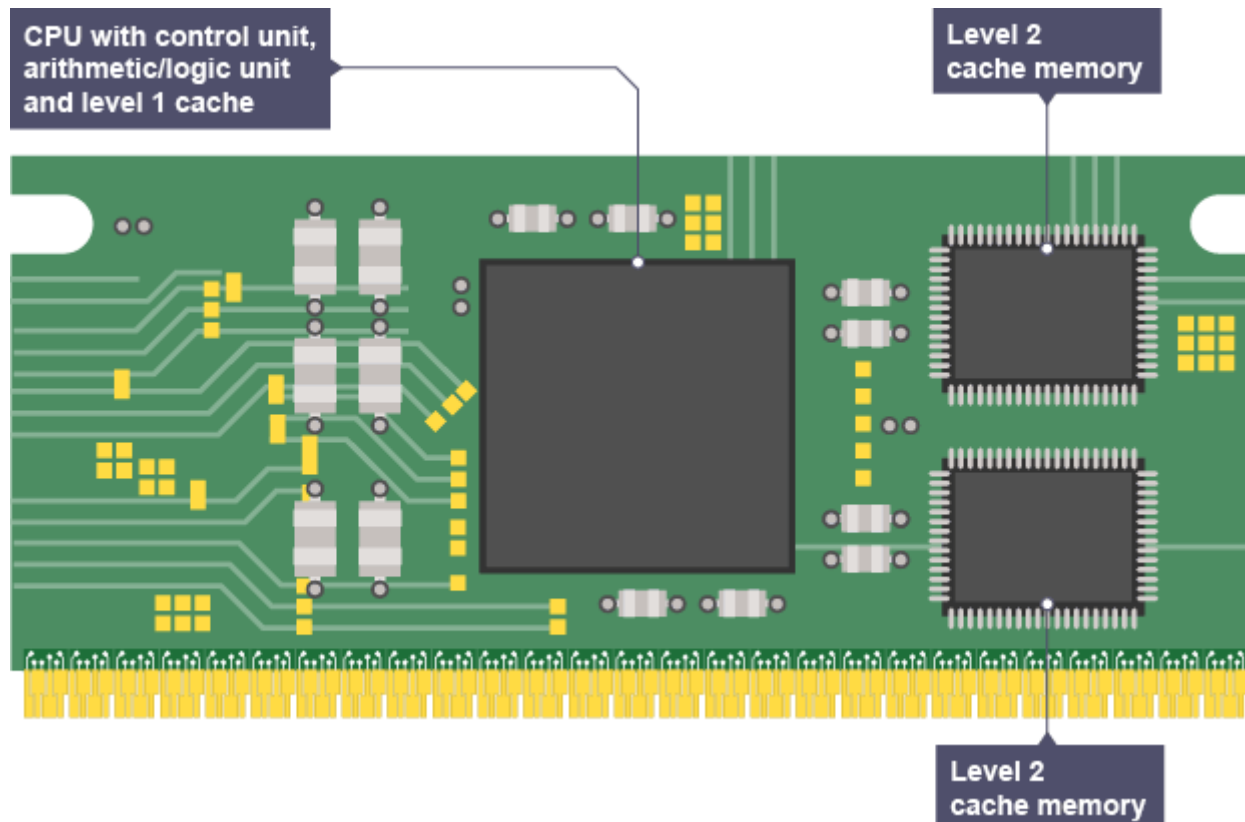 CPU with control unit,
arithmetic/logic unit
and level 1 cache
Level 2
cache memory
Level 2
cache memory